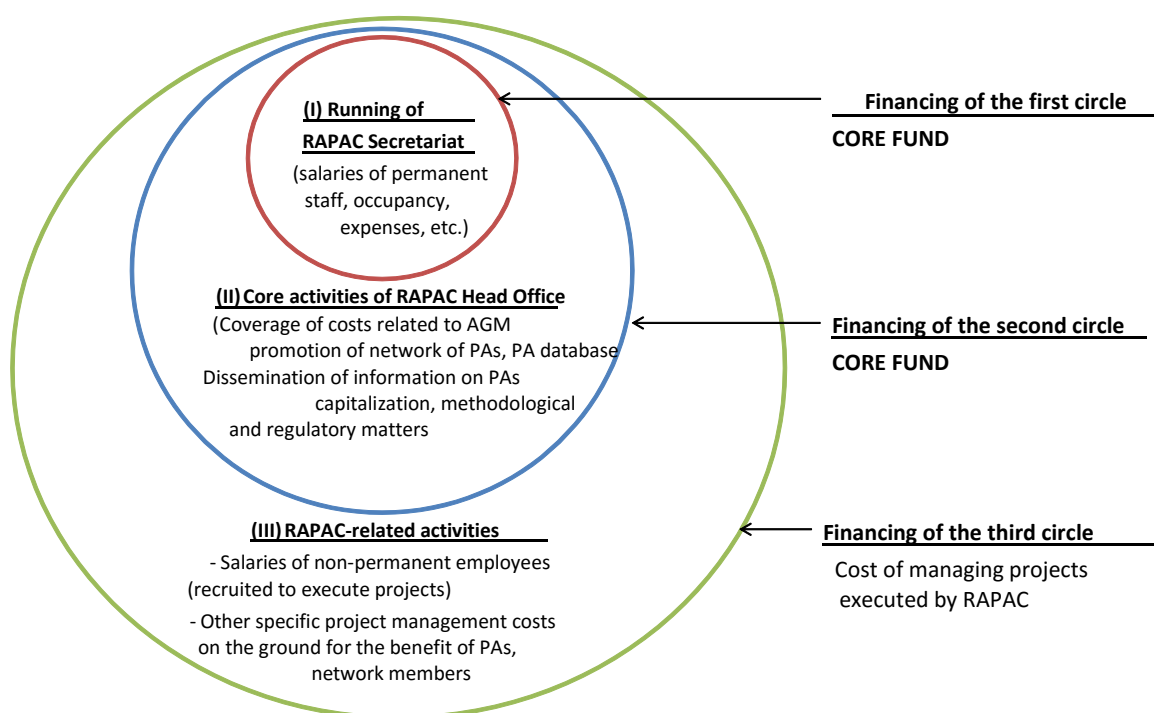 (I) Running of
RAPAC Secretariat
(salaries of permanent
staff, occupancy,
expenses, etc.)
(II) Core activities of RAPAC Head Office
(Coverage of costs related to AGM
promotion of network of PAs, PA database
Dissemination of information on PAs
capitalization, methodological
and regulatory matters
(III) RAPAC-related activities
- Salaries of non-permanent employees
(recruited to execute projects)
- Other specific project management costs
on the ground for the benefit of PAs,
network members
Financing of the first circle
CORE FUND
Financing of the second circle
CORE FUND
Financing of the third circle
Cost of managing projects
executed by RAPAC